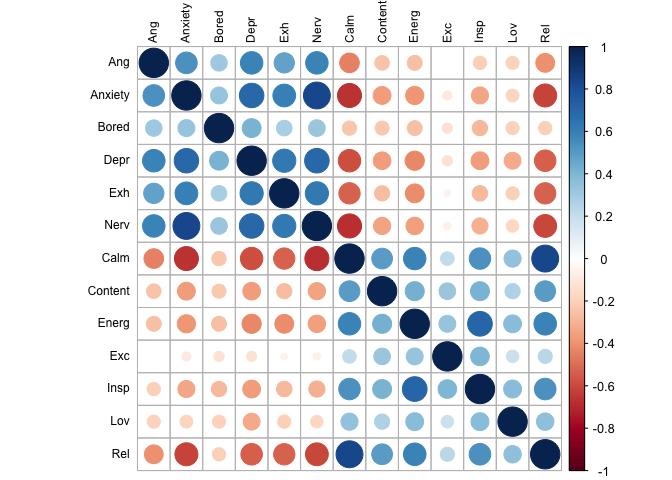 Ang Anxiety Bored Depr Exh Nerv Calm Content Energ Exc Insp Lov Rel
Ang
Anxiety
Bored
Depr
Exh
Nerv
Calm
Content
Energ
Exc
Insp
Lov
Rel
1
0.8
0.6
0.4
0.2
0
-0.2
-0.4
-0.6
-0.8
-1